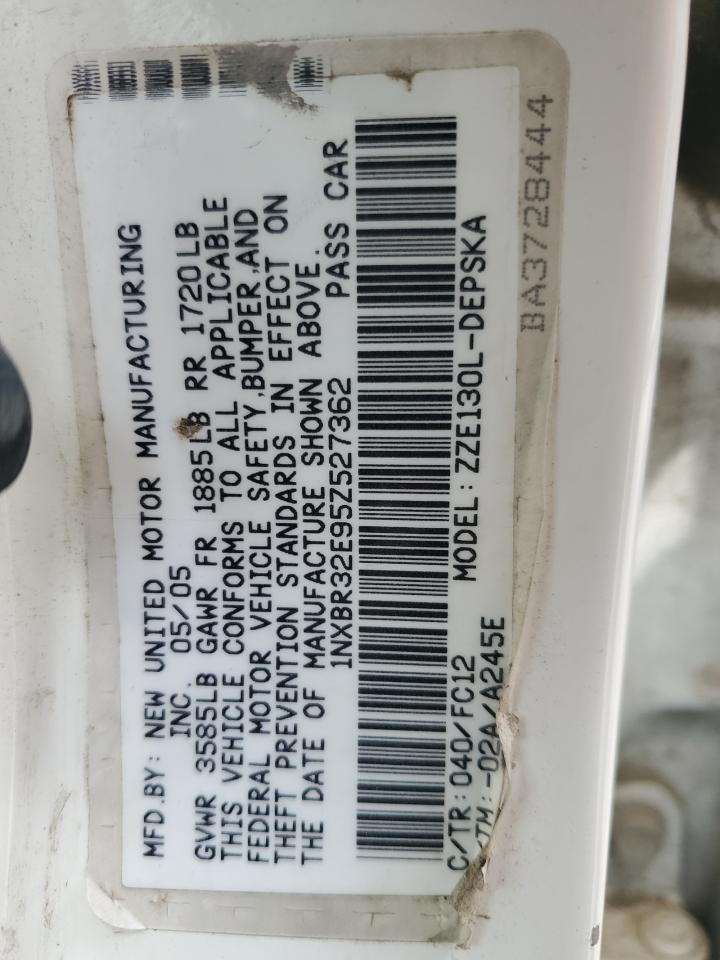 MFD.BY: NEW UNITED MOTOR MANUFACTURING
INC. 05/05
GVWR 3585LB GAWR FR 1885LB RR 1720LB
THIS VEHICLE CONFORMS TO ALL APPLICABLE
FEDERAL MOTOR VEHICLE SAFETY,BUMPER,AND
THEFT PREVENTION STANDARDS IN EFFECT ON
THE DATE OF MANUFACTURE SHOWN ABOVE.
1NXBR32E95Z527362 PASS CAR
C/TR: 040/FC12 MODEL: ZZE130L-DEPSKA
/TM:-02A/A245E
BA3728444